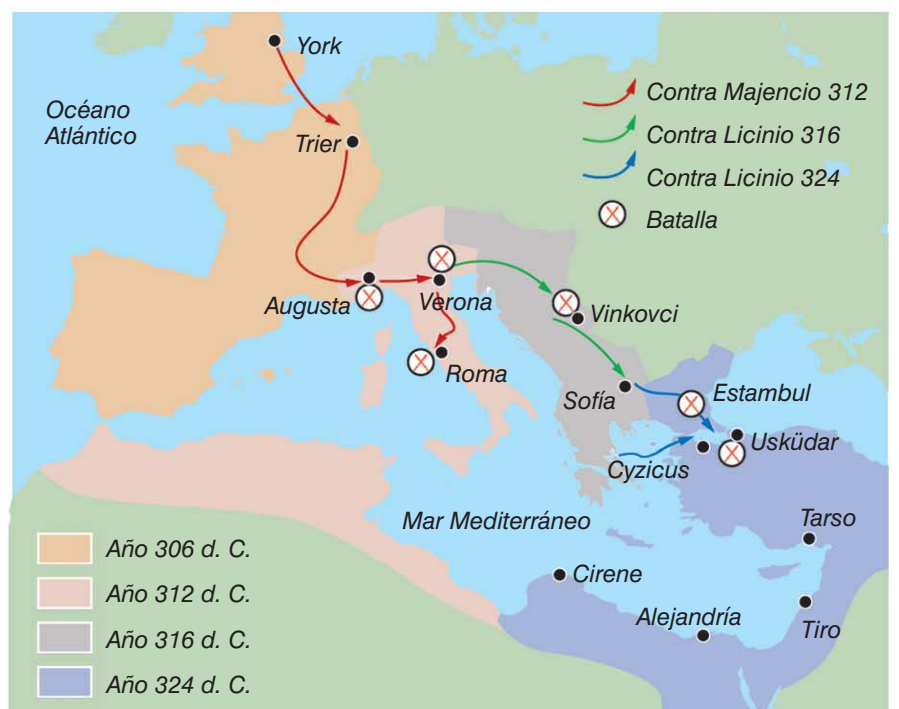 York
Océano
Atlántico
Trier
Contra Majencio 312
Contra Licinio 316
Contra Licinio 324
Batalla
Augusta
Verona
Vinkovci
Roma
Sofía
Estambul
Usküdar
Cyzicus
Mar Mediterráneo
Tarso
Cirene
Alejandría
Tiro
Año 306 d. C.
Año 312 d. C.
Año 316 d. C.
Año 324 d. C.